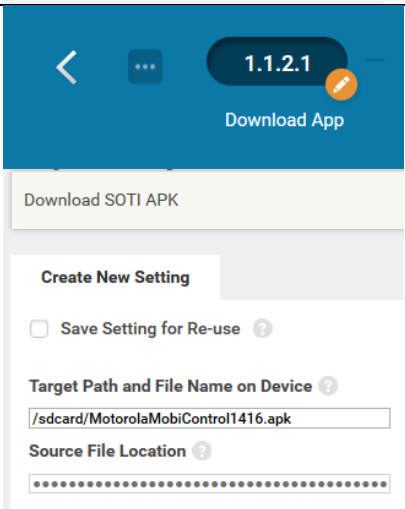 1.1.2.1
Download App
Download SOTI APK
Create New Setting
Save Setting for Re-use ?
Target Path and File Name on Device ?
/sdcard/MotorolaMobiControl1416.apk
Source File Location ?